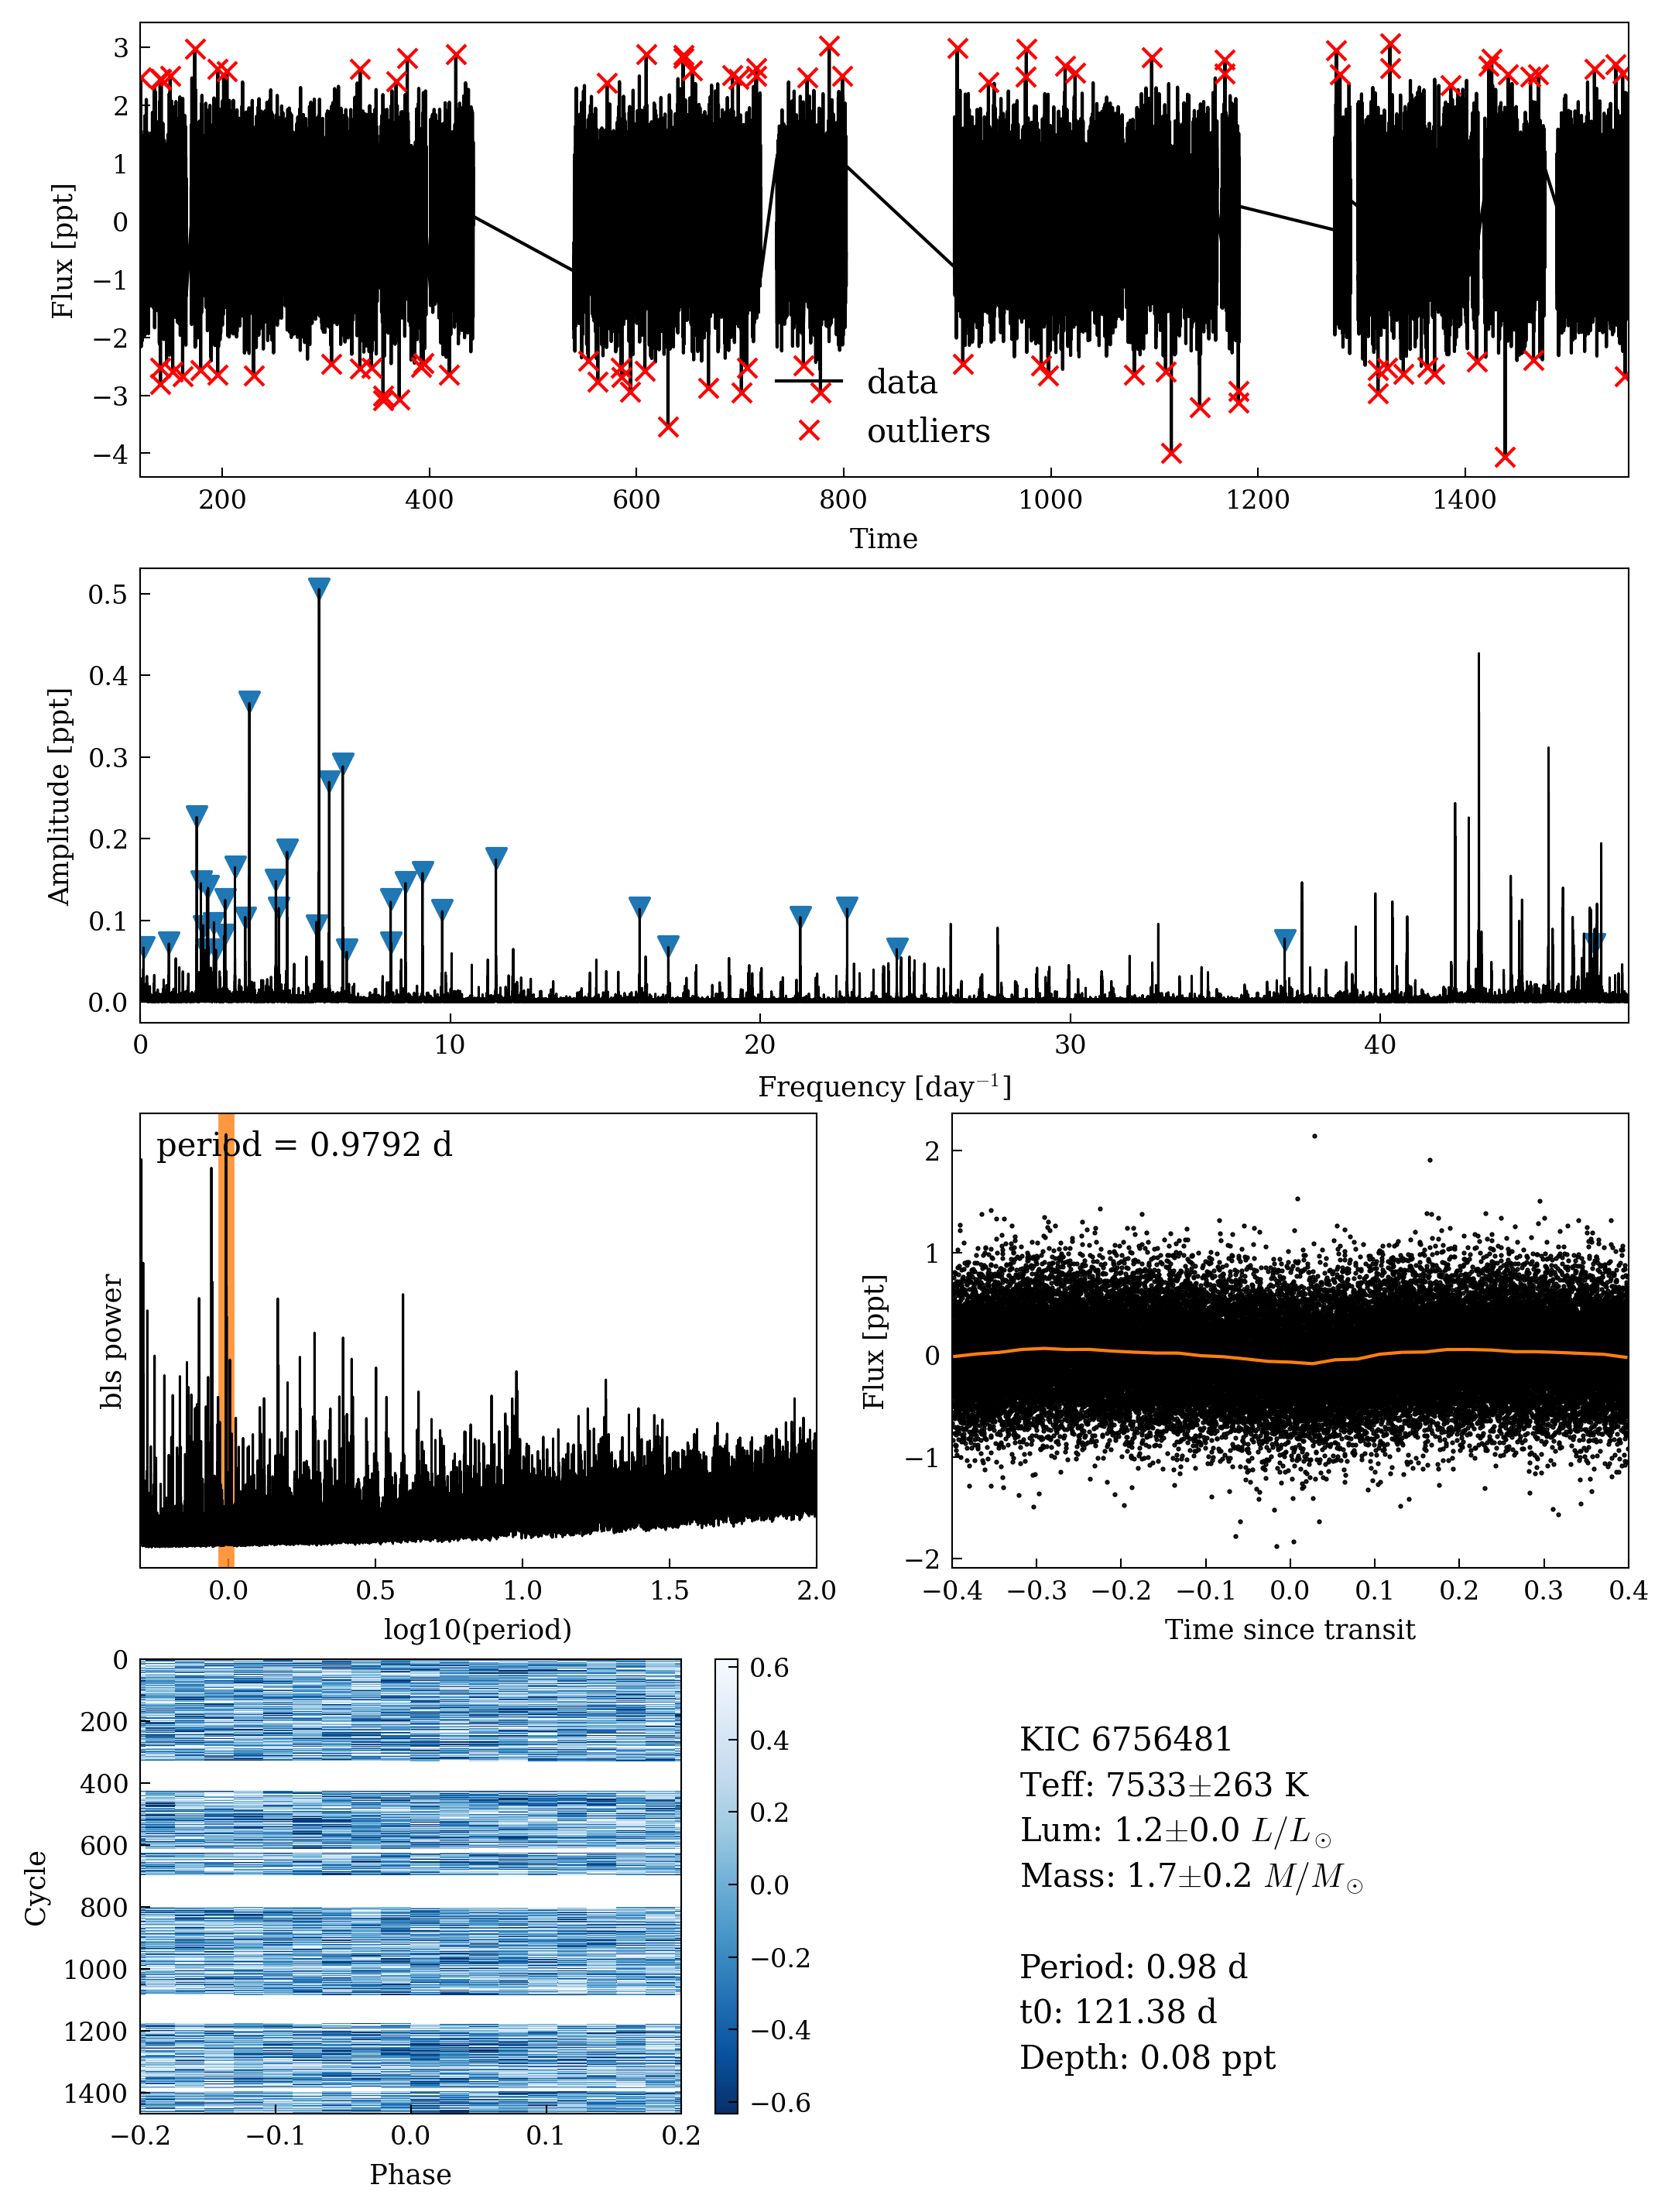 3
2
1
0
−1
−2
−3
−4
Flux [ppt]
data
outliers
200 400 600 800 1000 1200 1400
Time
0.5
0.4
0.3
0.2
0.1
0.0
Amplitude [ppt]
0 10 20 30 40
Frequency [day⁻¹]
period = 0.9792 d
bls power
0.0 0.5 1.0 1.5 2.0
log10(period)
2
1
0
−1
−2
Flux [ppt]
−0.4 −0.3 −0.2 −0.1 0.0 0.1 0.2 0.3 0.4
Time since transit
0
200
400
600
800
1000
1200
1400
Cycle
−0.2 −0.1 0.0 0.1 0.2
Phase
0.6
0.4
0.2
0.0
−0.2
−0.4
−0.6
KIC 6756481
Teff: 7533±263 K
Lum: 1.2±0.0 L/L☉
Mass: 1.7±0.2 M/M☉
Period: 0.98 d
t0: 121.38 d
Depth: 0.08 ppt